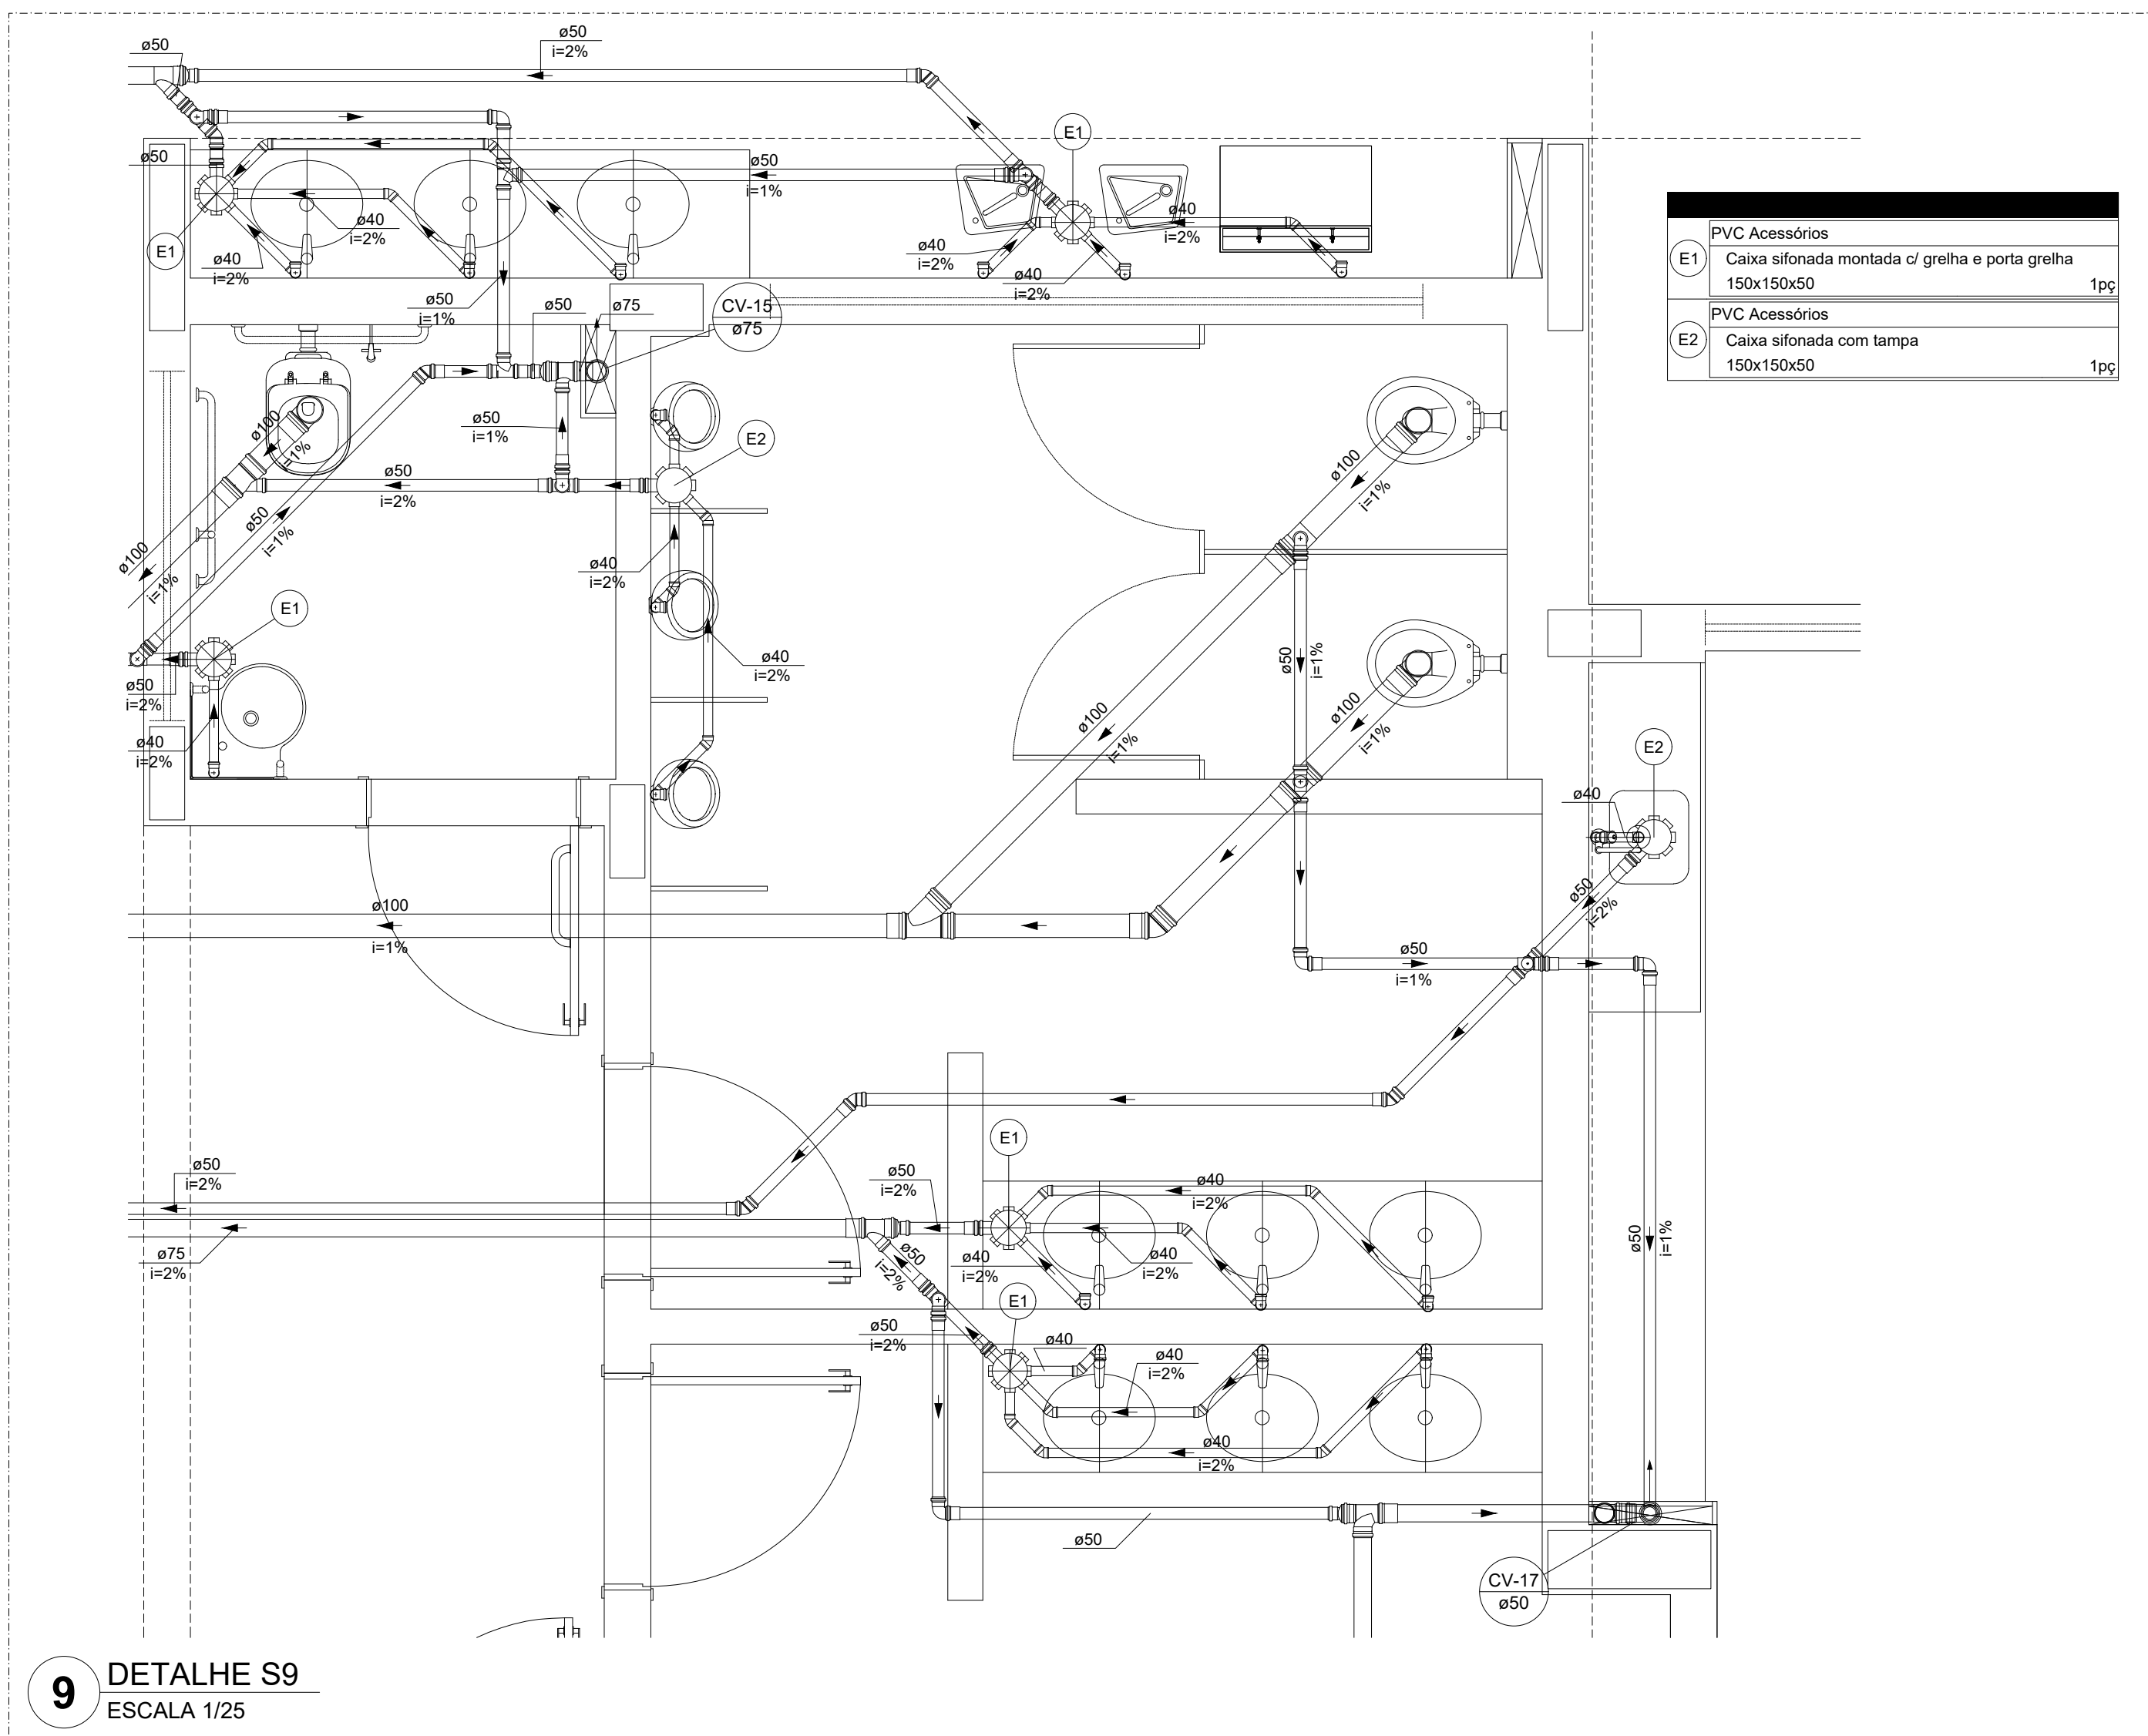 ø50
ø50
i=2%
E1
ø50
ø50
i=1%
ø40
i=2%
ø40
i=2%
ø40
i=2%
ø40
i=2%
ø40
i=2%
E1
PVC Acessórios
E1
Caixa sifonada montada c/ grelha e porta grelha
150x150x50 1pç
PVC Acessórios
E2
Caixa sifonada com tampa
150x150x50 1pç
ø50
i=1%
ø50
ø75
CV-15
ø75
ø100
i=1%
ø50
i=1%
E2
ø50
i=2%
ø100
i=1%
ø50
i=1%
ø100
i=1%
ø40
i=2%
E1
ø50
i=1%
ø40
i=2%
ø50
i=2%
ø100
i=1%
ø100
i=1%
ø40
i=2%
E2
ø40
ø50
i=2%
ø100
i=1%
ø50
i=1%
E1
ø50
i=2%
ø50
i=2%
ø40
i=2%
ø50
i=1%
ø75
i=2%
ø50
i=2%
ø40
i=2%
ø40
i=2%
E1
ø50
i=2%
ø40
ø40
i=2%
ø40
i=2%
ø50
CV-17
ø50
9
DETALHE S9
ESCALA 1/25